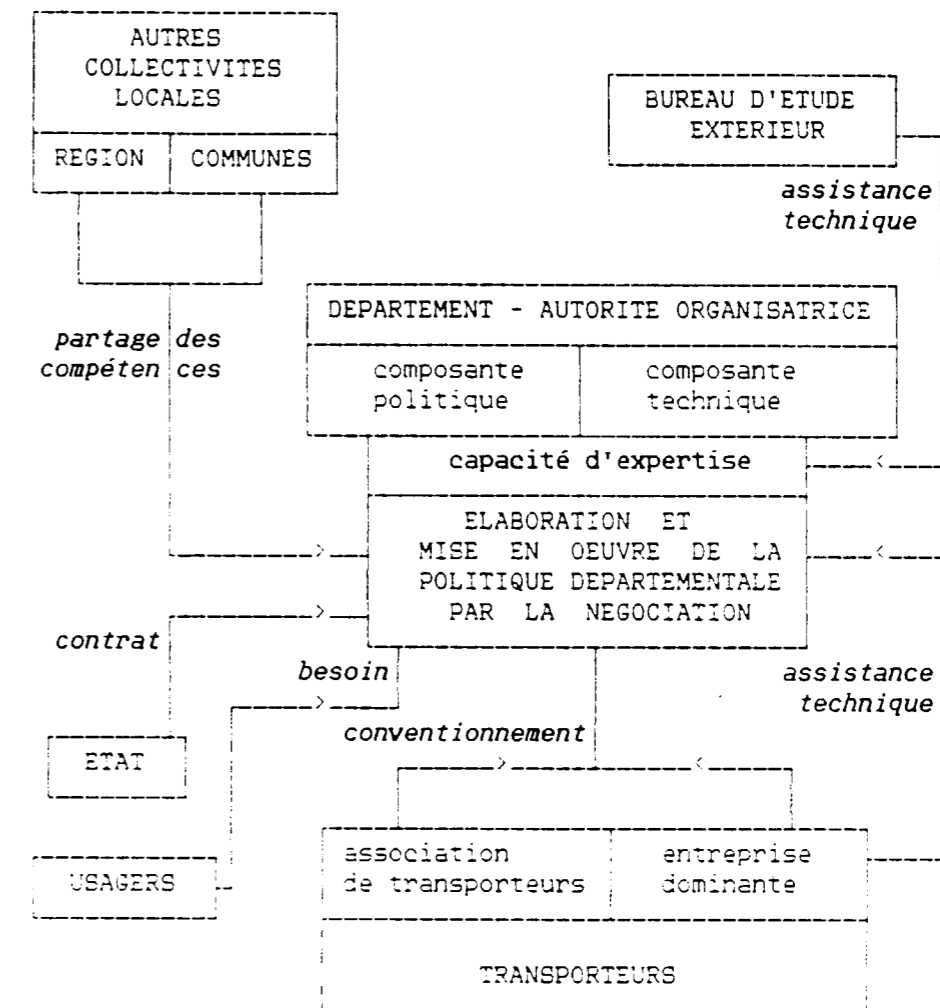 AUTRES
COLLECTIVITES
LOCALES
REGION
COMMUNES
BUREAU D'ETUDE
EXTERIEUR
assistance
technique
DEPARTEMENT - AUTORITE ORGANISATRICE
partage des
compéten ces
composante
politique
composante
technique
capacité d'expertise
ELABORATION ET
MISE EN OEUVRE DE LA
POLITIQUE DEPARTEMENTALE
PAR LA NEGOCIATION
contrat
besoin
assistance
technique
conventionnement
ETAT
USAGERS
association
de transporteurs
entreprise
dominante
TRANSPORTEURS